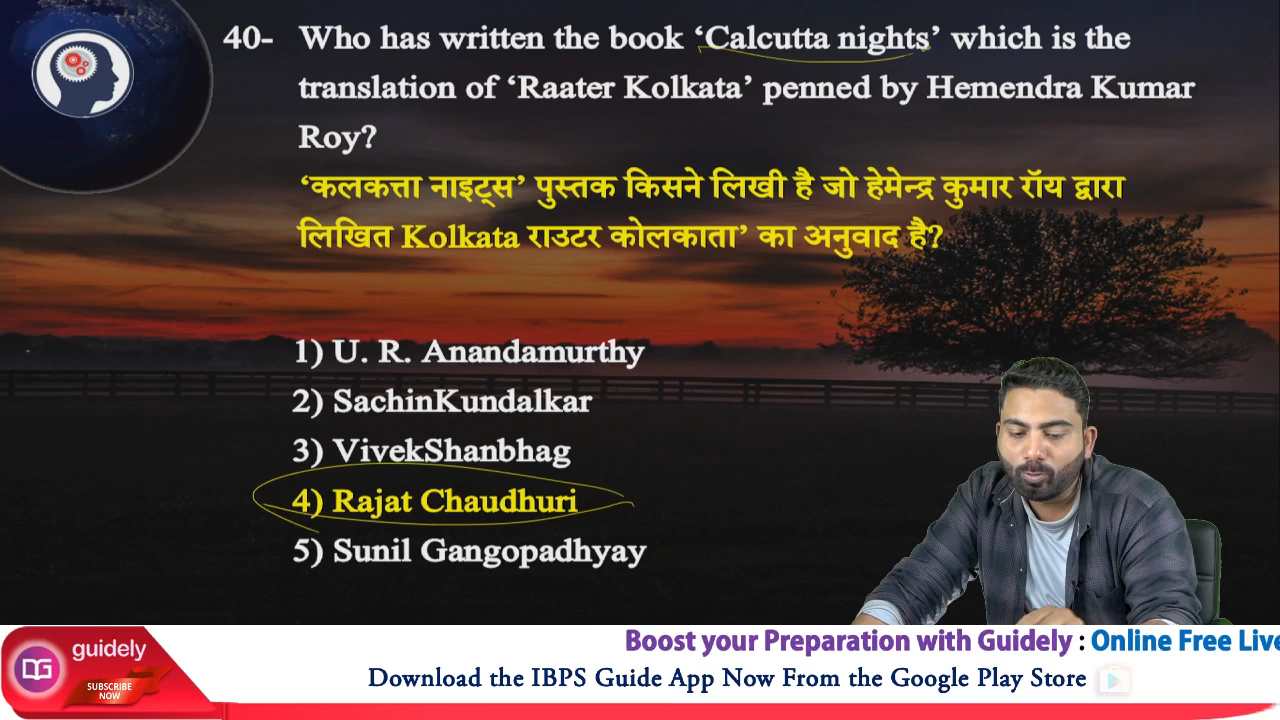 40- Who has written the book ‘Calcutta nights’ which is the
translation of ‘Raater Kolkata’ penned by Hemendra Kumar
Roy?
‘कलकत्ता नाइट्स’ पुस्तक किसने लिखी है जो हेमेन्द्र कुमार रॉय द्वारा
लिखित Kolkata राउटर कोलकाता’ का अनुवाद है?
1) U. R. Anandamurthy
2) SachinKundalkar
3) VivekShanbhag
4) Rajat Chaudhuri
5) Sunil Gangopadhyay
guidely
SUBSCRIBE
NOW
Boost your Preparation with Guidely : Online Free Live
Download the IBPS Guide App Now From the Google Play Store